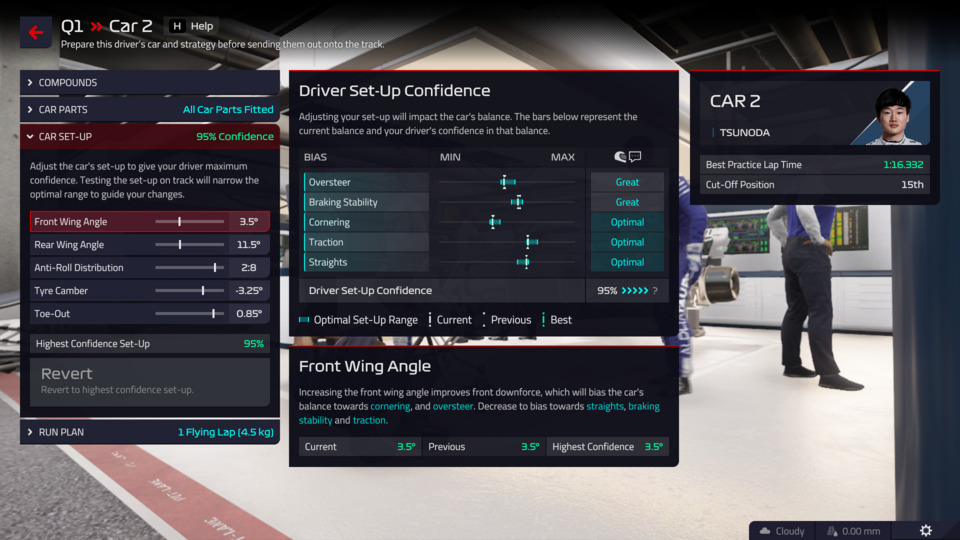 Q1 >> Car 2 H Help
Prepare this driver's car and strategy before sending them out onto the track.
COMPOUNDS
CAR PARTS All Car Parts Fitted
CAR SET-UP 95% Confidence
Adjust the car's set-up to give your driver maximum
confidence. Testing the set-up on track will narrow the
optimal range to guide your changes.
Front Wing Angle 3.5°
Rear Wing Angle 11.5°
Anti-Roll Distribution 2:8
Tyre Camber -3.25°
Toe-Out 0.85°
Highest Confidence Set-Up 95%
Revert
Revert to highest confidence set-up.
RUN PLAN 1 Flying Lap (4.5 kg)
Driver Set-Up Confidence
Adjusting your set-up will impact the car's balance. The bars below represent the
current balance and your driver's confidence in that balance.
BIAS MIN MAX
Oversteer Great
Braking Stability Great
Cornering Optimal
Traction Optimal
Straights Optimal
Driver Set-Up Confidence 95% >>>>> ?
Optimal Set-Up Range Current Previous Best
Front Wing Angle
Increasing the front wing angle improves front downforce, which will bias the car's
balance towards cornering, and oversteer. Decrease to bias towards straights, braking
stability and traction.
Current 3.5° Previous 3.5° Highest Confidence 3.5°
CAR 2
TSUNODA
Best Practice Lap Time 1:16.332
Cut-Off Position 15th
PIT-LANE
PIT-LANE
Cloudy 0.00 mm